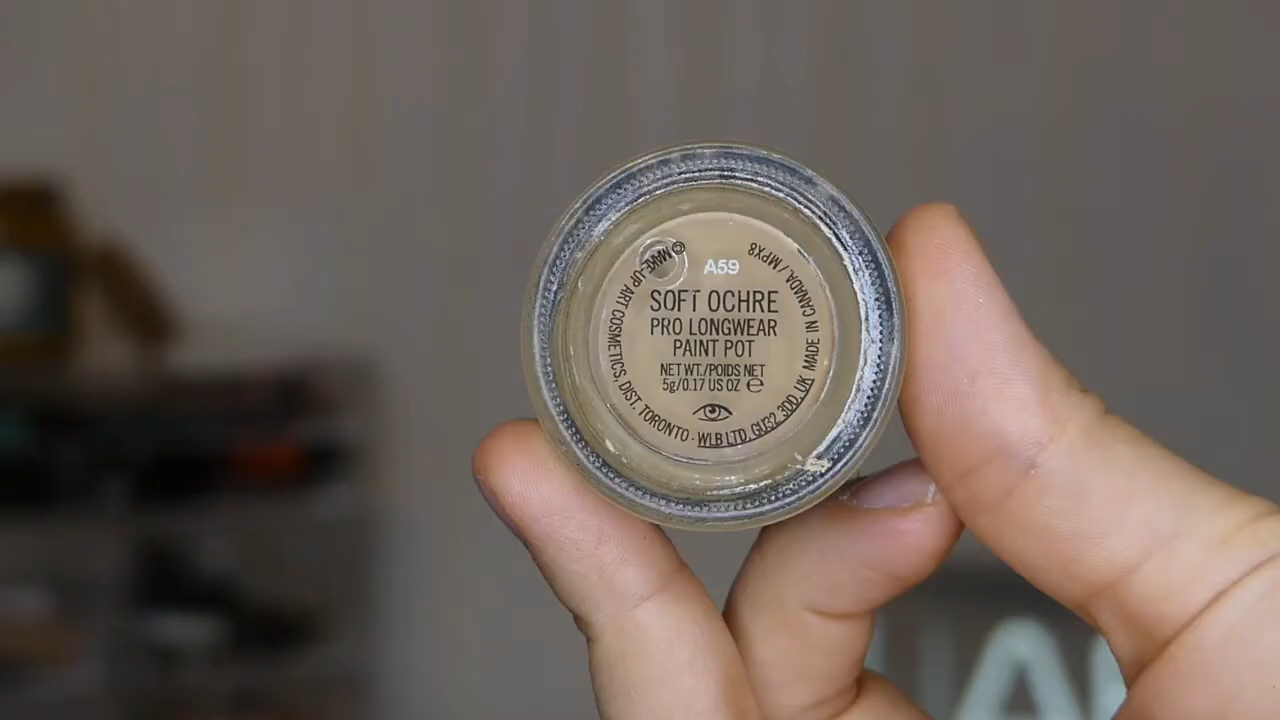 A59
SOFT OCHRE
PRO LONGWEAR
PAINT POT
NET WT./POIDS NET
5g/0.17 US OZ e
© MAKE-UP ART COSMETICS, DIST. TORONTO · WLB LTD, GU32 3DD, UK MADE IN CANADA / MPX8